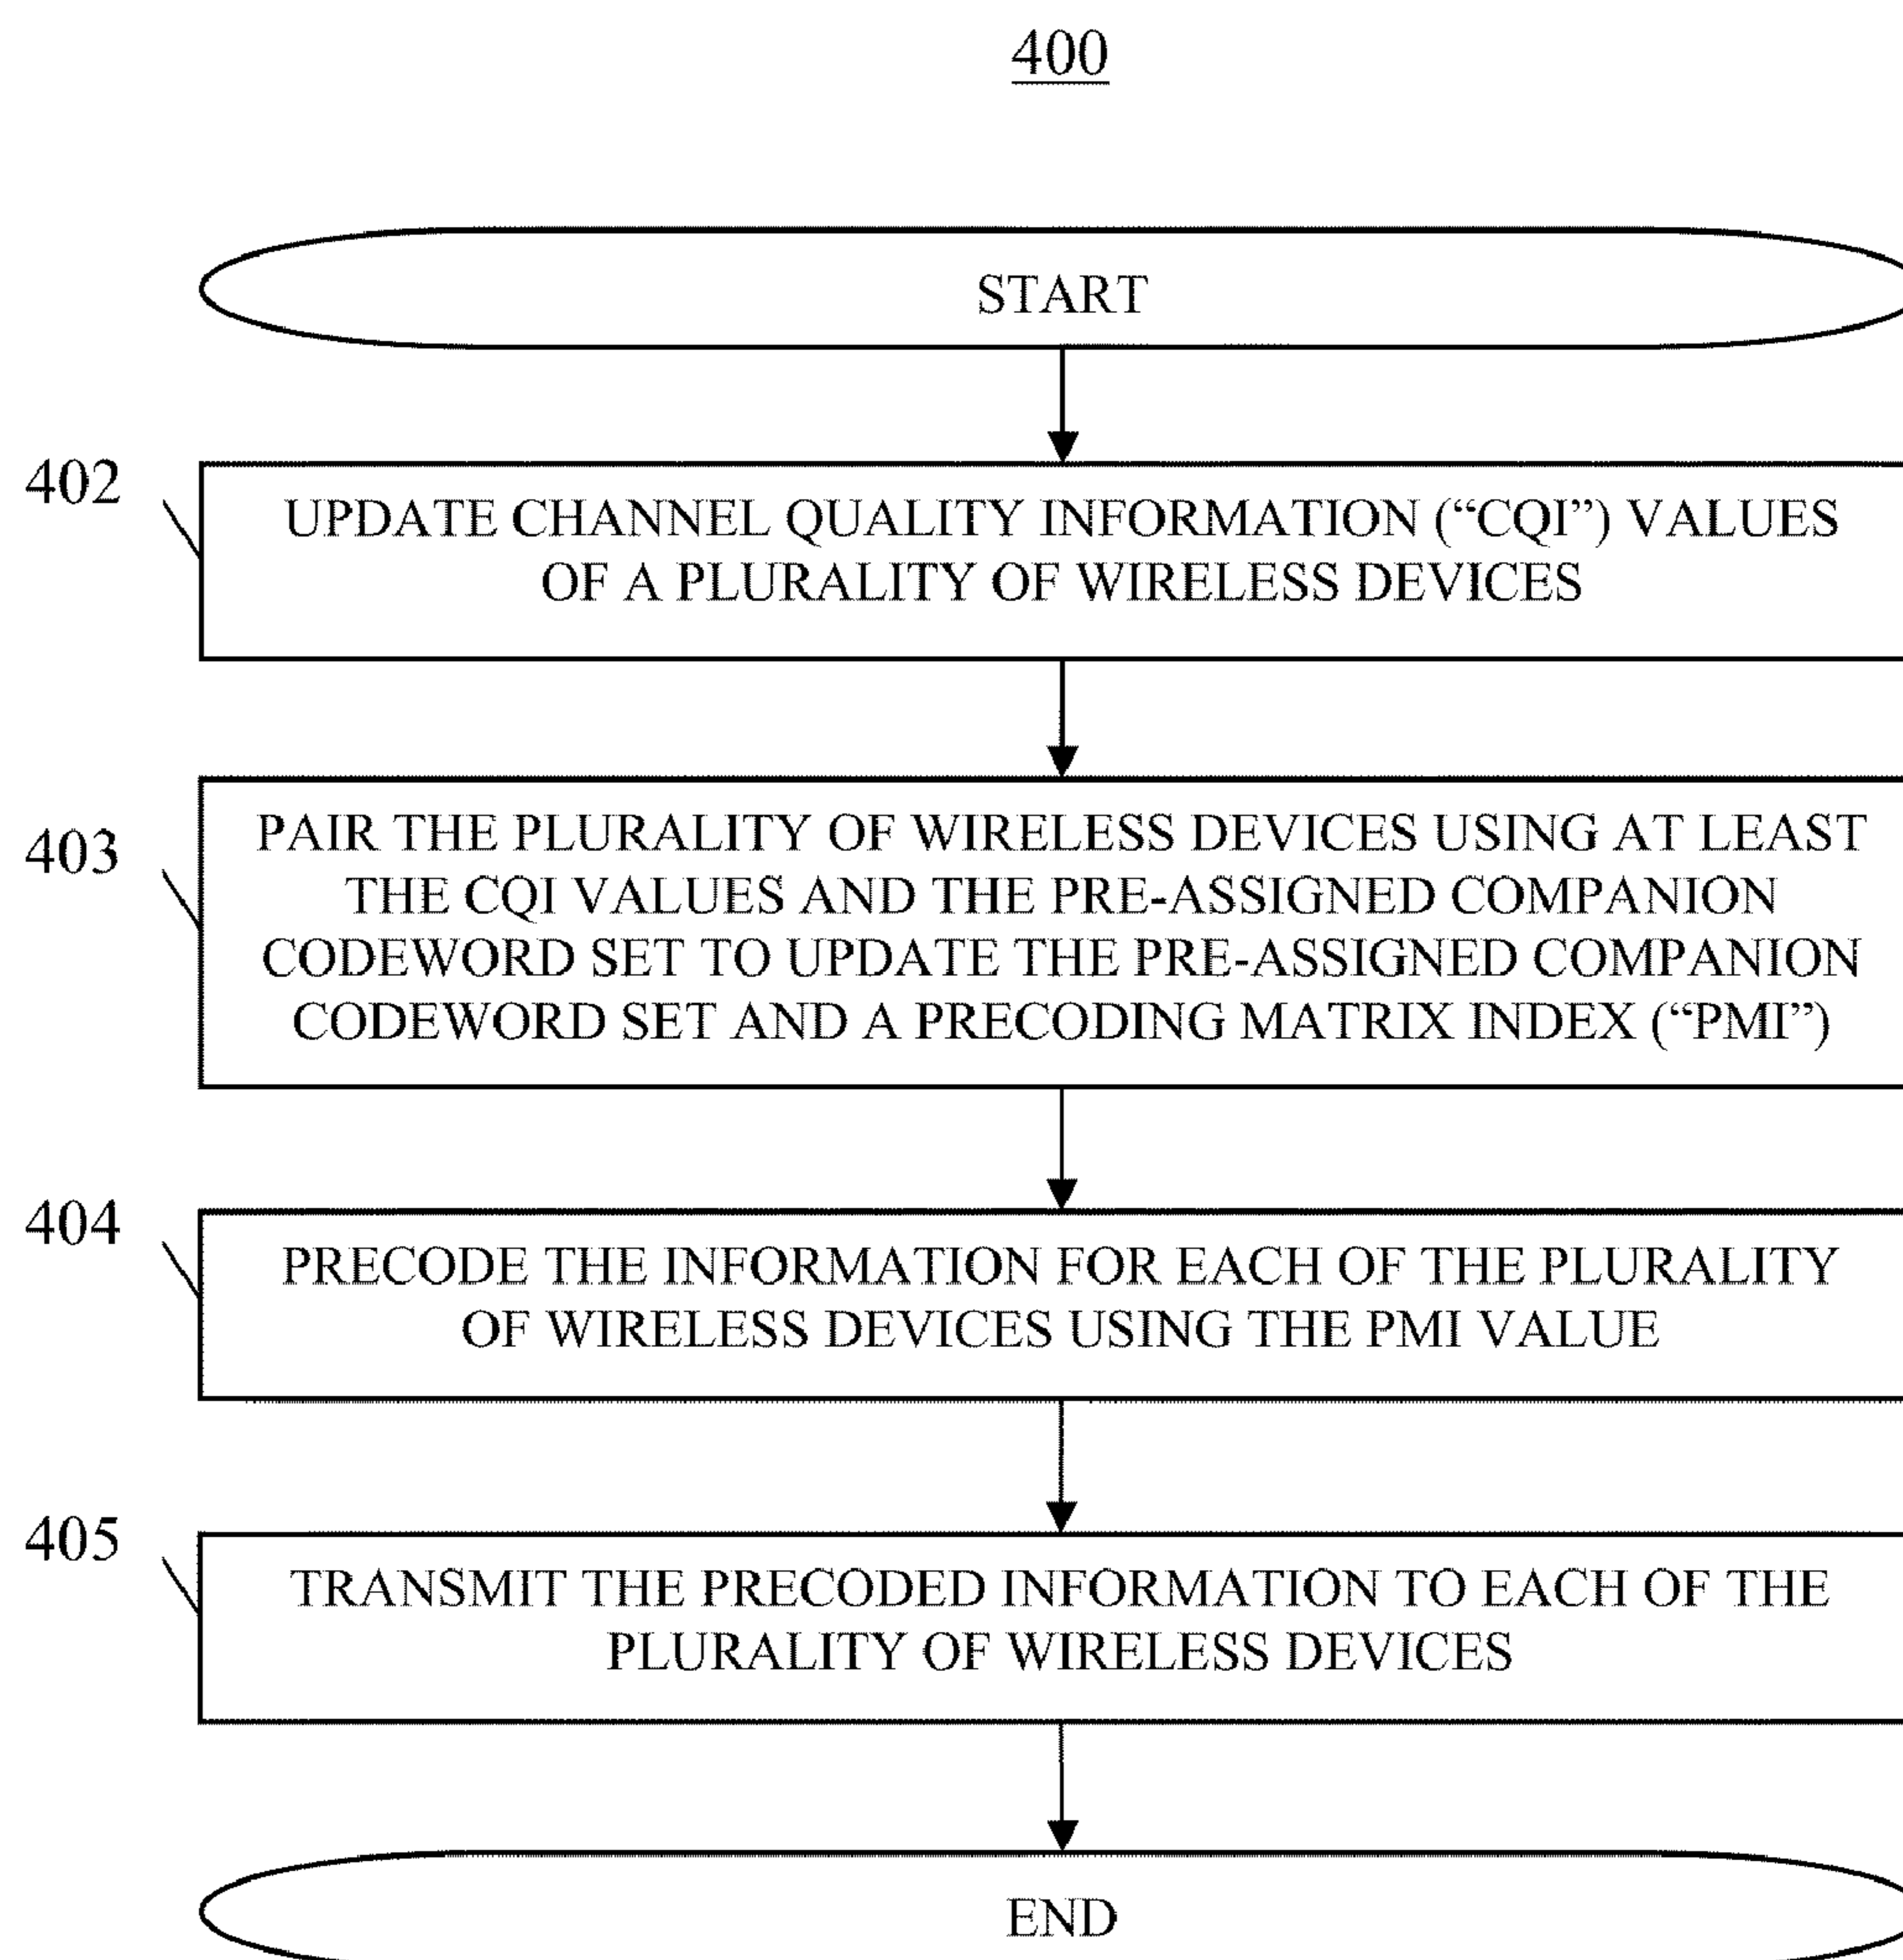 400
START
402
UPDATE CHANNEL QUALITY INFORMATION (“CQI”) VALUES
OF A PLURALITY OF WIRELESS DEVICES
403
PAIR THE PLURALITY OF WIRELESS DEVICES USING AT LEAST
THE CQI VALUES AND THE PRE-ASSIGNED COMPANION
CODEWORD SET TO UPDATE THE PRE-ASSIGNED COMPANION
CODEWORD SET AND A PRECODING MATRIX INDEX (“PMI”)
404
PRECODE THE INFORMATION FOR EACH OF THE PLURALITY
OF WIRELESS DEVICES USING THE PMI VALUE
405
TRANSMIT THE PRECODED INFORMATION TO EACH OF THE
PLURALITY OF WIRELESS DEVICES
END